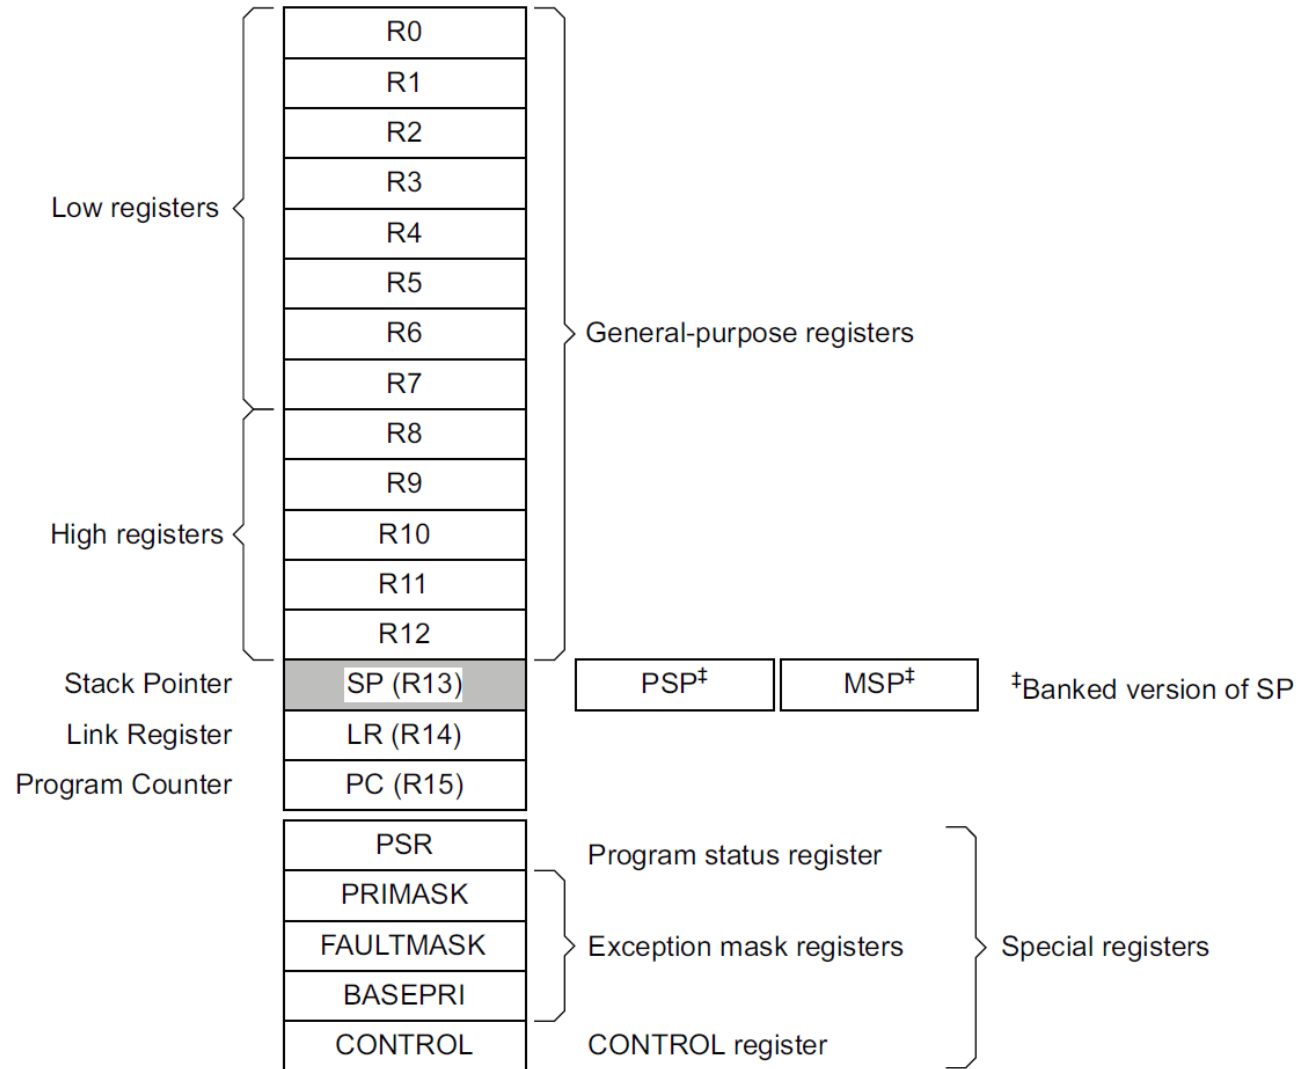 R0
R1
R2
R3
Low registers
R4
R5
R6
General-purpose registers
R7
R8
R9
High registers
R10
R11
R12
Stack Pointer SP (R13) PSP‡ MSP‡ ‡Banked version of SP
Link Register LR (R14)
Program Counter PC (R15)
PSR Program status register
PRIMASK
FAULTMASK Exception mask registers Special registers
BASEPRI
CONTROL CONTROL register